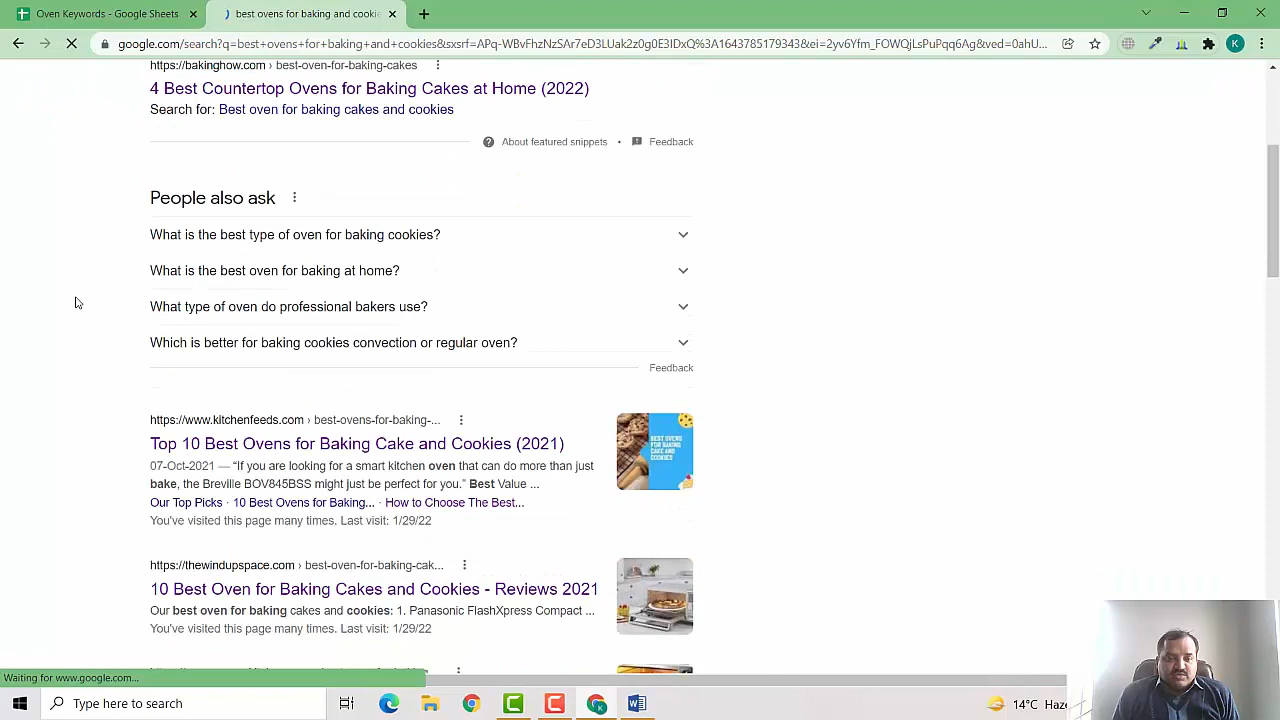 Oven Keywords - Google Sheets
best ovens for baking and cookie
google.com/search?q=best+ovens+for+baking+and+cookies&sxsrf=APq-WBvFhzNzSAr7eD3LUak2z0g0E3IDxQ%3A1643785179343&ei=2yv6Yfm_FOWQjLsPuPqq6Ag&ved=0ahU...
K
https://bakinghow.com › best-oven-for-baking-cakes
4 Best Countertop Ovens for Baking Cakes at Home (2022)
Search for: Best oven for baking cakes and cookies
About featured snippets • Feedback
People also ask
What is the best type of oven for baking cookies?
What is the best oven for baking at home?
What type of oven do professional bakers use?
Which is better for baking cookies convection or regular oven?
Feedback
https://www.kitchenfeeds.com › best-ovens-for-baking-...
Top 10 Best Ovens for Baking Cake and Cookies (2021)
07-Oct-2021 — “If you are looking for a smart kitchen oven that can do more than just
bake, the Breville BOV845BSS might just be perfect for you.” Best Value ...
Our Top Picks · 10 Best Ovens for Baking... · How to Choose The Best...
You've visited this page many times. Last visit: 1/29/22
BEST OVENS
FOR BAKING
CAKE AND
COOKIES
https://thewindupspace.com › best-oven-for-baking-cak...
10 Best Oven for Baking Cakes and Cookies - Reviews 2021
Our best oven for baking cakes and cookies: 1. Panasonic FlashXpress Compact ...
You've visited this page many times. Last visit: 1/29/22
Waiting for www.google.com...
Type here to search
14°C Haze